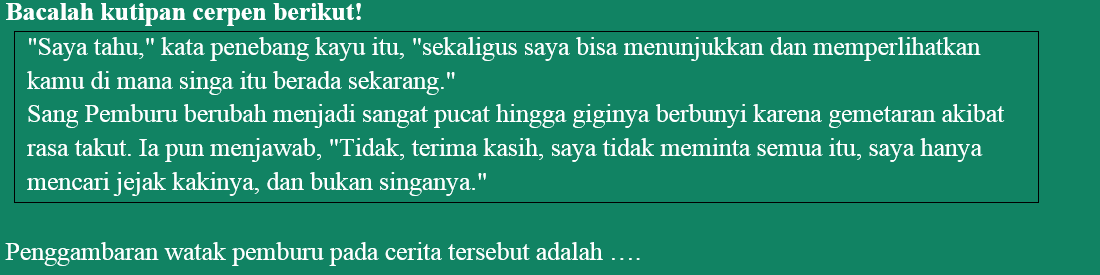 Bacalah kutipan cerpen berikut!
"Saya tahu," kata penebang kayu itu, "sekaligus saya bisa menunjukkan dan memperlihatkan
kamu di mana singa itu berada sekarang."
Sang Pemburu berubah menjadi sangat pucat hingga giginya berbunyi karena gemetaran akibat
rasa takut. Ia pun menjawab, "Tidak, terima kasih, saya tidak meminta semua itu, saya hanya
mencari jejak kakinya, dan bukan singanya."
Penggambaran watak pemburu pada cerita tersebut adalah ….